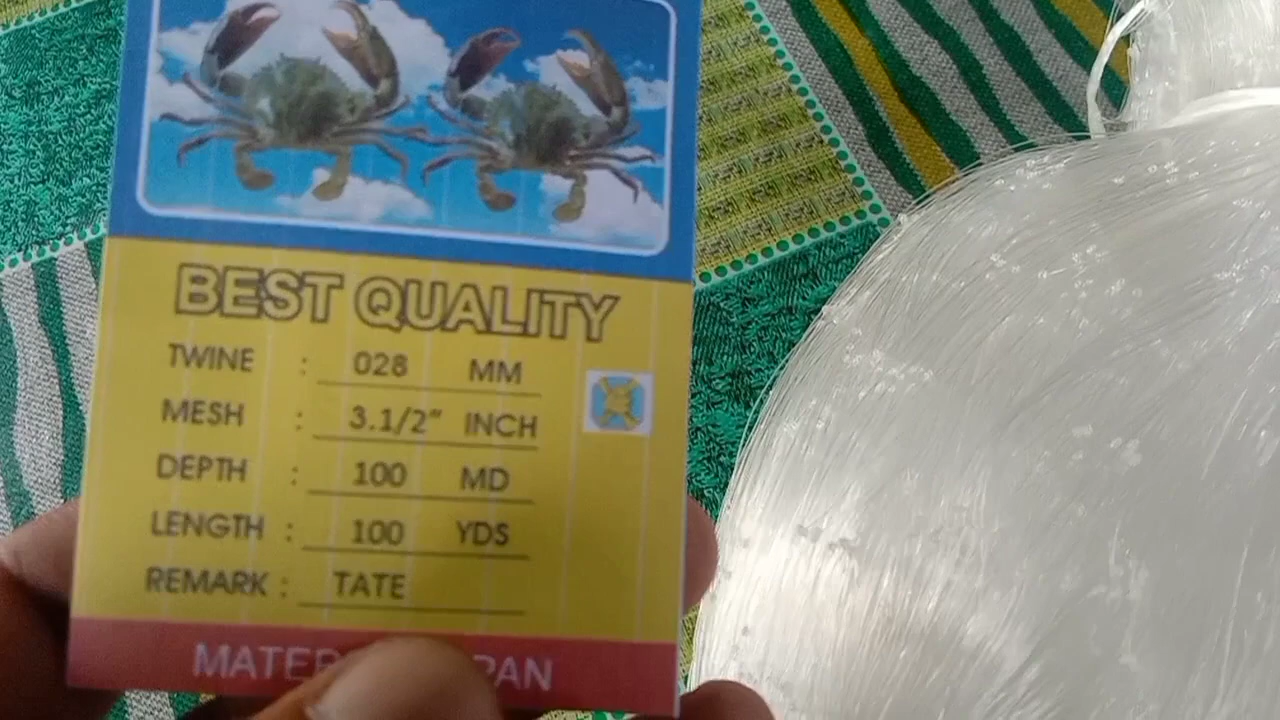 BEST QUALITY
TWINE : 028 MM
MESH : 3.1/2" INCH
DEPTH : 100 MD
LENGTH : 100 YDS
REMARK : TATE